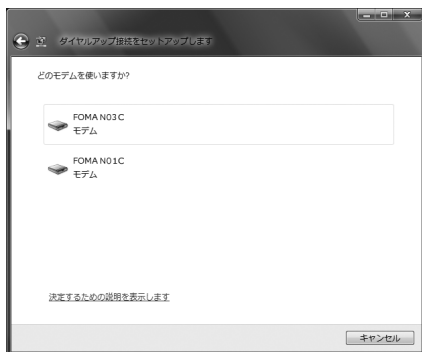 ダイヤルアップ接続をセットアップします
どのモデムを使いますか?
FOMA N03C
モデム
FOMA N01C
モデム
決定するための説明を表示します
キャンセル